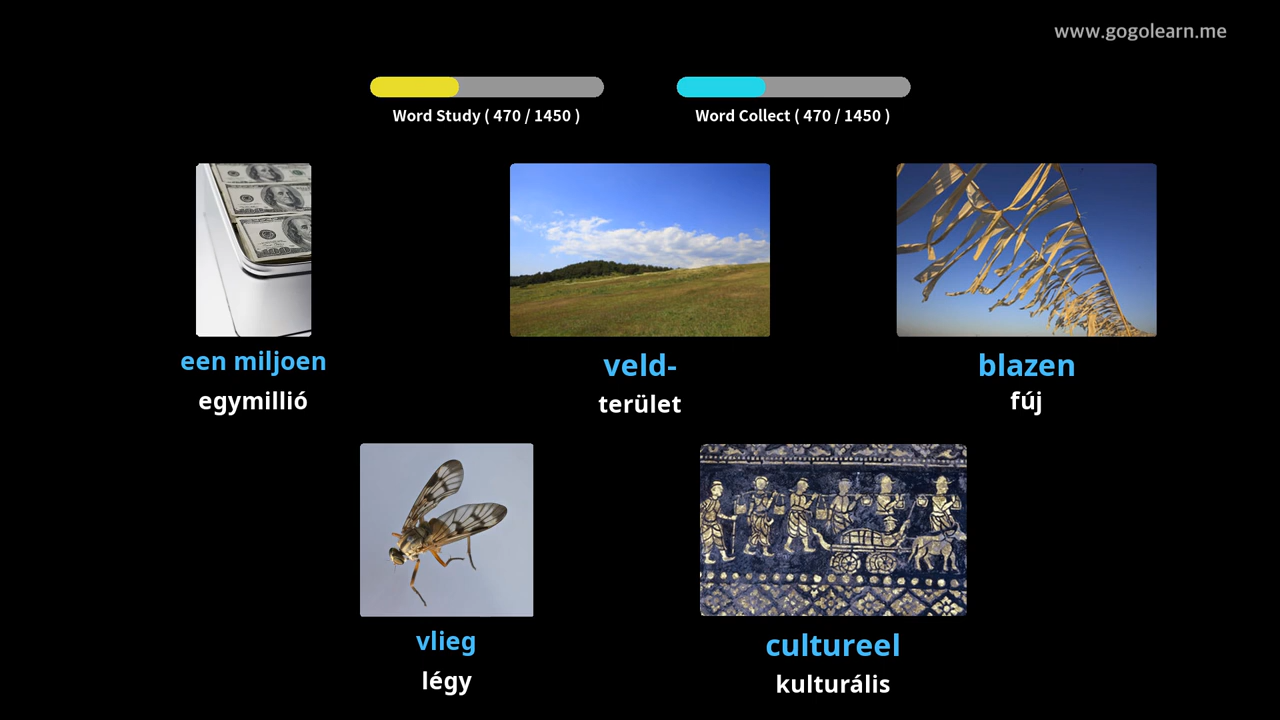 www.gogolearn.me
Word Study ( 470 / 1450 )
Word Collect ( 470 / 1450 )
een miljoen
egymillió
veld-
terület
blazen
fúj
vlieg
légy
cultureel
kulturális